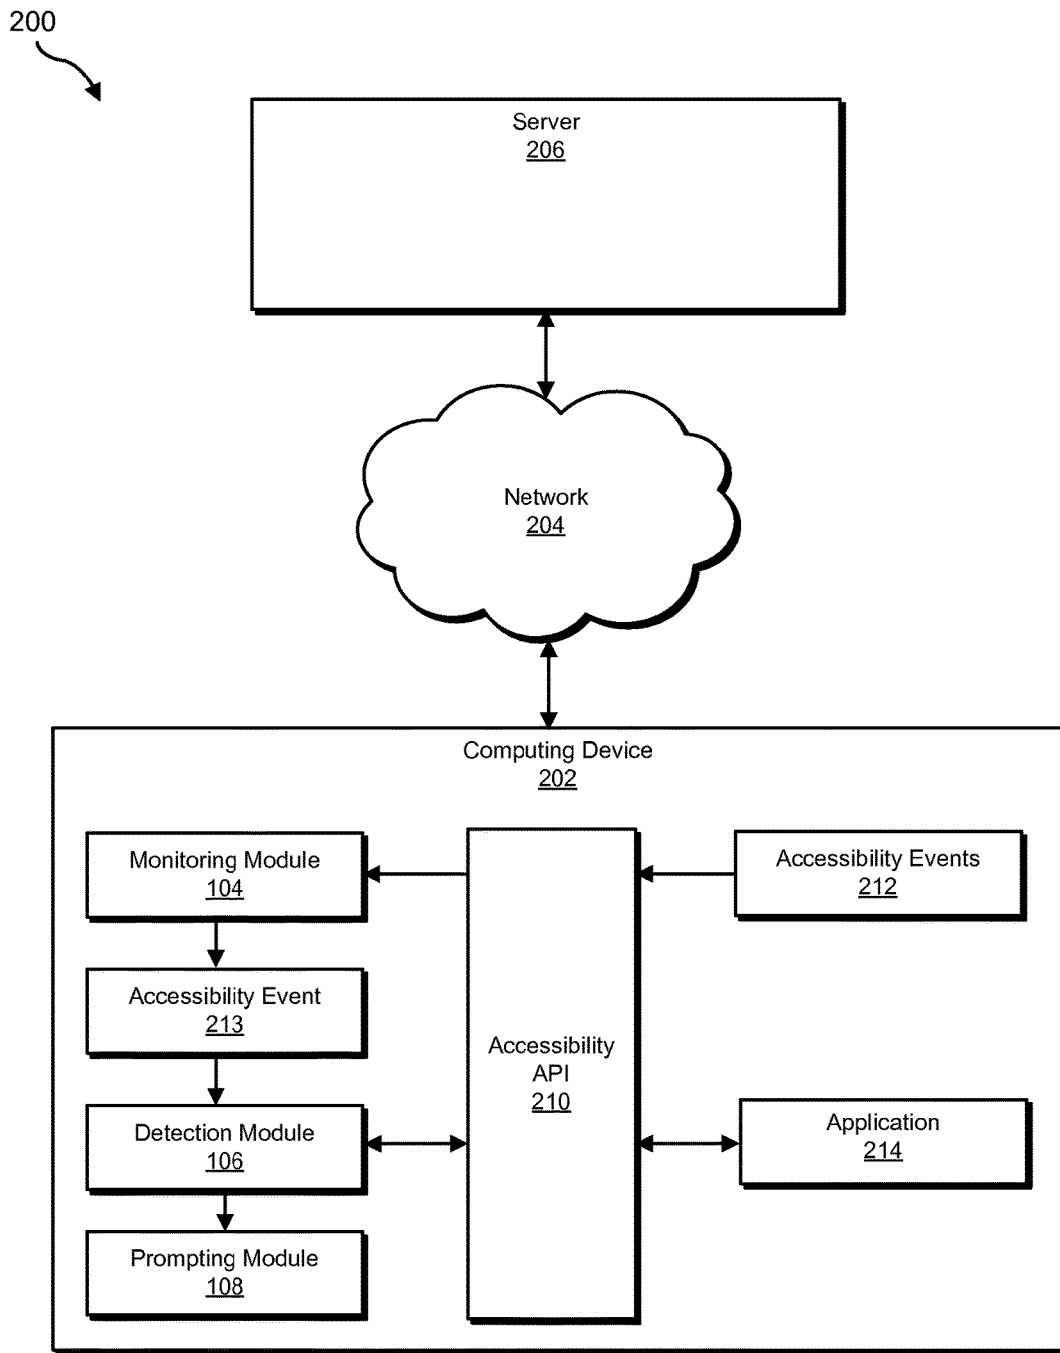 200
Server
206
Network
204
Computing Device
202
Monitoring Module
104
Accessibility Event
213
Detection Module
106
Prompting Module
108
Accessibility
API
210
Accessibility Events
212
Application
214